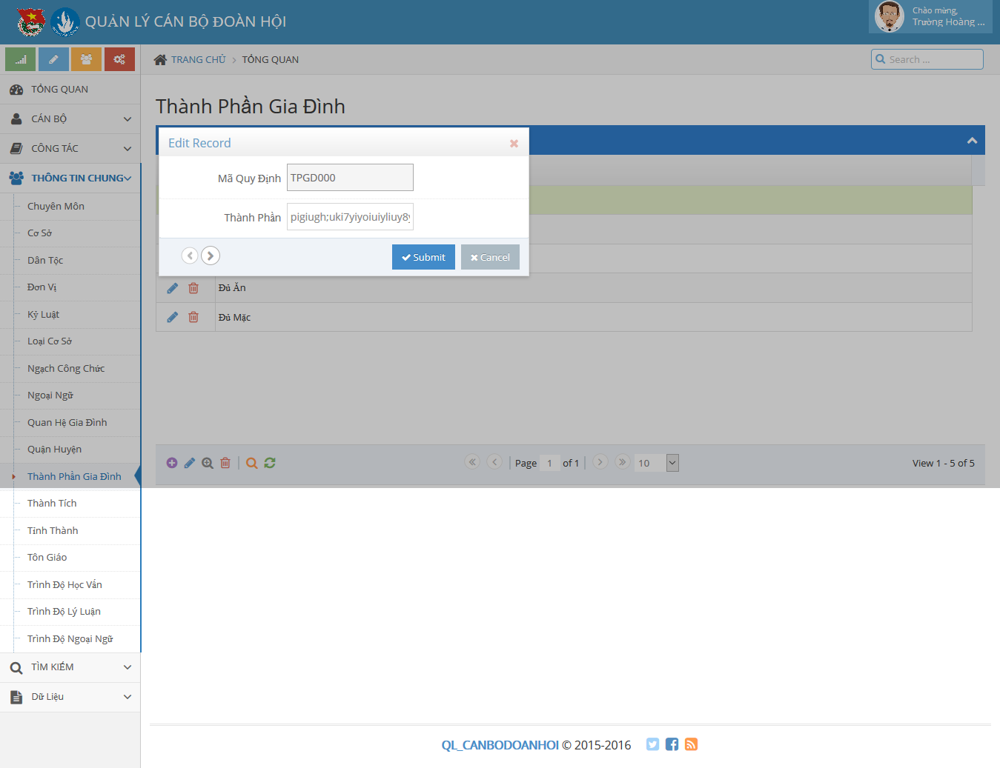 QUẢN LÝ CÁN BỘ ĐOÀN HỘI
Chào mừng,
Trương Hoàng ...
TRANG CHỦ > TỔNG QUAN
Search ...
TỔNG QUAN
CÁN BỘ
CÔNG TÁC
THÔNG TIN CHUNG
Chuyên Môn
Cơ Sở
Dân Tộc
Đơn Vị
Kỷ Luật
Loại Cơ Sở
Ngạch Công Chức
Ngoại Ngữ
Quan Hệ Gia Đình
Quận Huyện
Thành Phần Gia Đình
Thành Tích
Tỉnh Thành
Tôn Giáo
Trình Độ Học Vấn
Trình Độ Lý Luận
Trình Độ Ngoại Ngữ
TÌM KIẾM
Dữ Liệu
Thành Phần Gia Đình
Edit Record
Mã Quy Định TPGD000
Thành Phần pigiugh;uki7yiyoiuiyliuy8y
Submit Cancel
Đủ Ăn
Đủ Mặc
Page 1 of 1 10
View 1 - 5 of 5
QL_CANBODOANHOI © 2015-2016